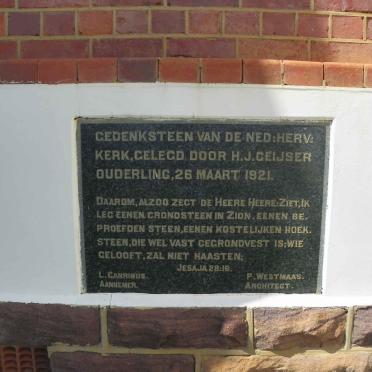 GEDENKSTEEN VAN DE NED: HERV:
KERK, GELEGD DOOR H.J. GEIJSER
OUDERLING, 26 MAART 1921.
DAAROM, ALZOO ZEGT DE HEERE HEERE: ZIET, IK
LEG EENEN GRONDSTEEN IN ZION, EENEN BE
PROEFDEN STEEN, EENEN KOSTELIJKEN HOEK.
STEEN, DIE WEL VAST GEGRONDVEST IS; WIE
GELOOFT, ZAL NIET HAASTEN;
JESAJA 28:16.
L. GANRINUS. P. WESTMAAS.
AANNEMER. ARCHITECT.